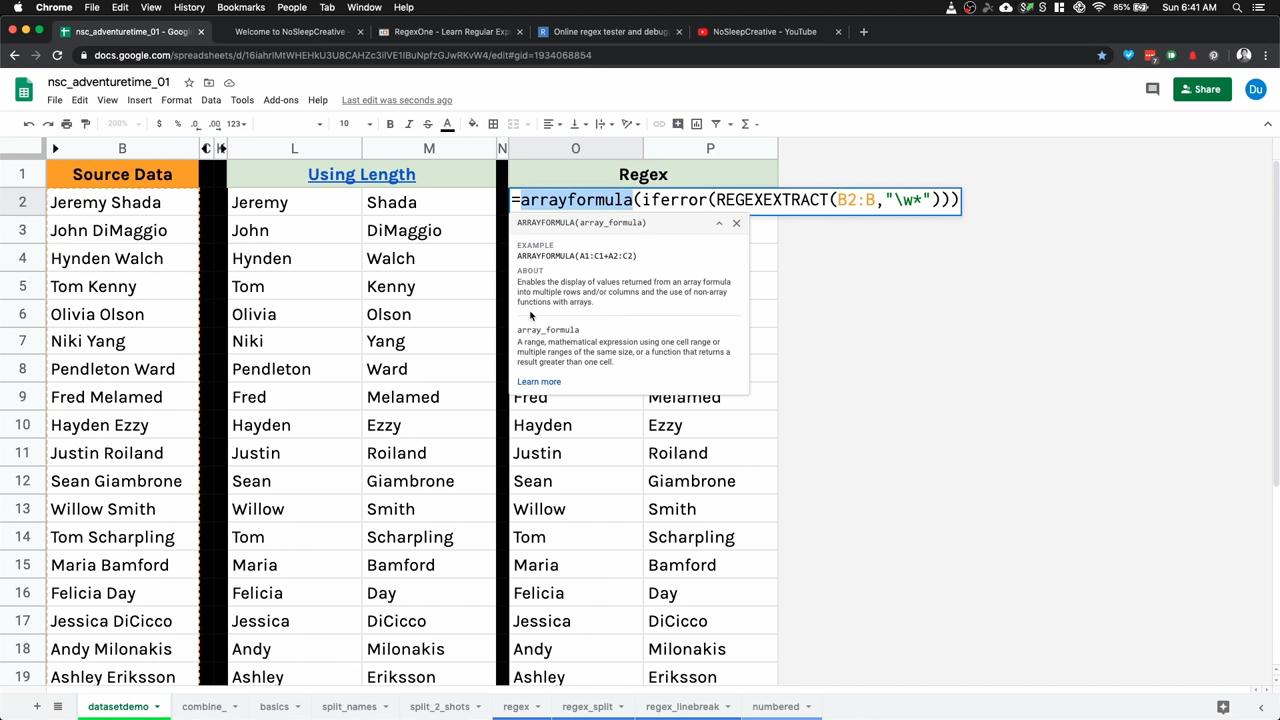 Chrome File Edit View History Bookmarks People Tab Window Help 85% Sun 6:41 AM
nsc_adventuretime_01 - Goog Welcome to NoSleepCreative - RegexOne - Learn Regular Exp Online regex tester and debug NoSleepCreative - YouTube
nsc_adventuretime_01
Share
Du
File Edit View Insert Format Data Tools Add-ons Help Last edit was seconds ago
200% $ % .0 .00 123 10 B I S A
B C L M N O P
1 Source Data Using Length Regex
2 Jeremy Shada Jeremy Shada =arrayformula(iferror(REGEXEXTRACT(B2:B,"\w*")))
3 John DiMaggio John DiMaggio
4 Hynden Walch Hynden Walch
5 Tom Kenny Tom Kenny
6 Olivia Olson Olivia Olson
7 Niki Yang Niki Yang
8 Pendleton Ward Pendleton Ward
9 Fred Melamed Fred Melamed Fred Melamed
ARRAYFORMULA(array_formula)
EXAMPLE
ARRAYFORMULA(A1:C1+A2:C2)
ABOUT
Enables the display of values returned from an array formula
into multiple rows and/or columns and the use of non-array
functions with arrays.
array_formula
A range, mathematical expression using one cell range or
multiple ranges of the same size, or a function that returns a
result greater than one cell.
Learn more
10 Hayden Ezzy Hayden Ezzy Hayden Ezzy
11 Justin Roiland Justin Roiland Justin Roiland
12 Sean Giambrone Sean Giambrone Sean Giambrone
13 Willow Smith Willow Smith Willow Smith
14 Tom Scharpling Tom Scharpling Tom Scharpling
15 Maria Bamford Maria Bamford Maria Bamford
16 Felicia Day Felicia Day Felicia Day
17 Jessica DiCicco Jessica DiCicco Jessica DiCicco
18 Andy Milonakis Andy Milonakis Andy Milonakis
19 Ashley Eriksson Ashley Eriksson Ashley Eriksson
datasetdemo combine_ basics split_names split_2_shots regex regex_split regex_linebreak numbered